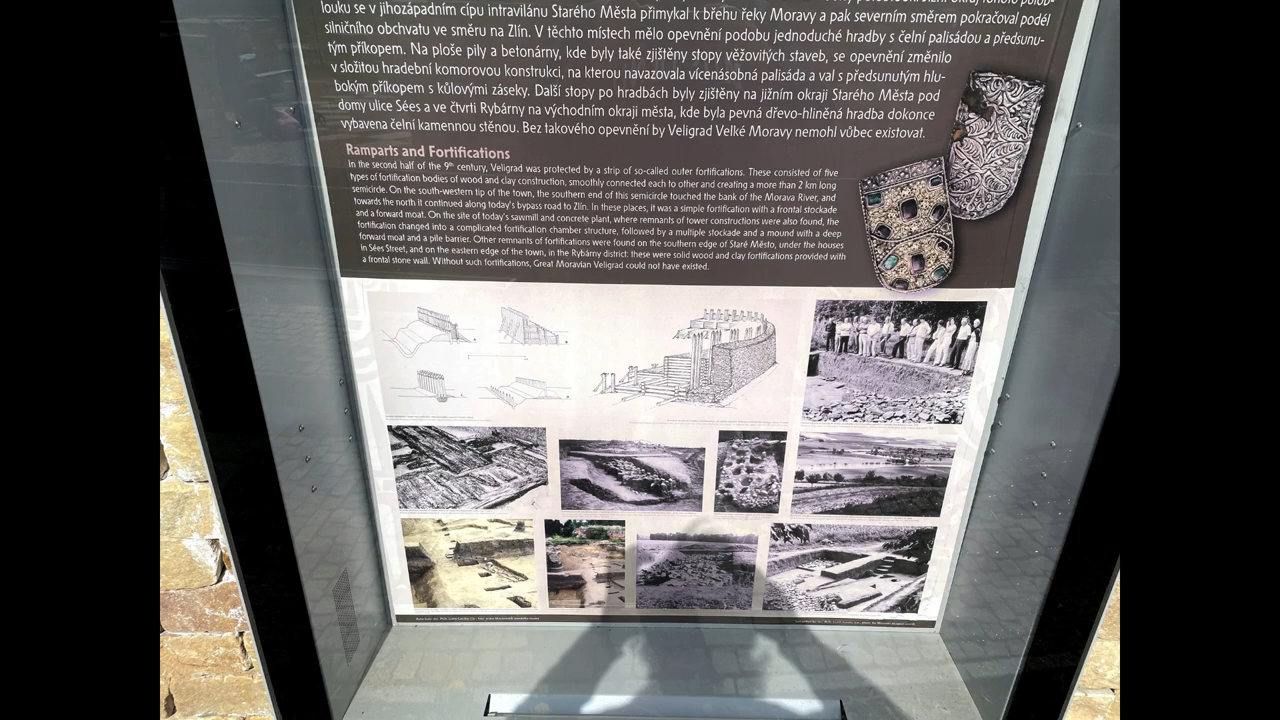 louku se v jihozápadním cípu intravilánu Starého Města přimykal k břehu řeky Moravy a pak severním směrem pokračoval podél
silničního obchvatu ve směru na Zlín. V těchto místech mělo opevnění podobu jednoduché hradby s čelní palisádou a předsunu-
tým příkopem. Na ploše pily a betonárny, kde byly také zjištěny stopy věžovitých staveb, se opevnění změnilo
v složitou hradební komorovou konstrukci, na kterou navazovala vícenásobná palisáda a val s předsunutým hlu-
bokým příkopem s kůlovými záseky. Další stopy po hradbách byly zjištěny na jižním okraji Starého Města pod
domy ulice Sées a ve čtvrti Rybárny na východním okraji města, kde byla pevná dřevo-hliněná hradba dokonce
vybavena čelní kamennou stěnou. Bez takového opevnění by Veligrad Velké Moravy nemohl vůbec existovat.
Ramparts and Fortifications
In the second half of the 9th century, Veligrad was protected by a strip of so-called outer fortifications. These consisted of five
types of fortification bodies of wood and clay construction, smoothly connected each to other and creating a more than 2 km long
semicircle. On the south-western tip of the town, the southern end of this semicircle touched the bank of the Morava River, and
towards the north it continued along today's bypass road to Zlín. In these places, it was a simple fortification with a frontal stockade
and a forward moat. On the site of today's sawmill and concrete plant, where remnants of tower constructions were also found, the
fortification changed into a complicated fortification chamber structure, followed by a multiple stockade and a mound with a deep
forward moat and a pile barrier. Other remnants of fortifications were found on the southern edge of Staré Město, under the houses
in Sées Street, and on the eastern edge of the town, in the Rybárny district: these were solid wood and clay fortifications provided with
a frontal stone wall. Without such fortifications, Great Moravian Veligrad could not have existed.